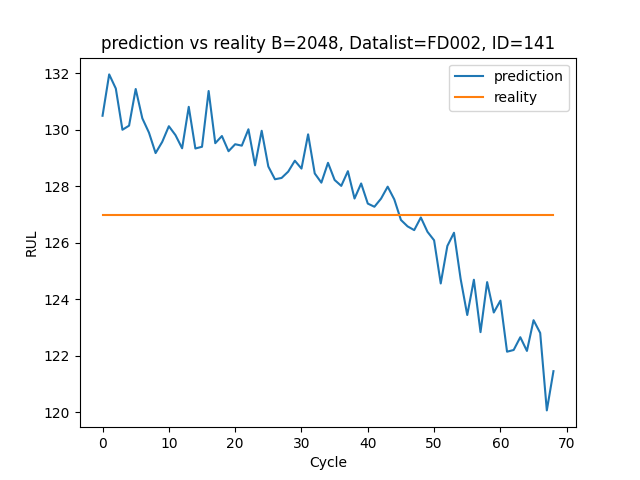 prediction vs reality B=2048, Datalist=FD002, ID=141
prediction
reality
RUL
132
130
128
126
124
122
120
0 10 20 30 40 50 60 70
Cycle